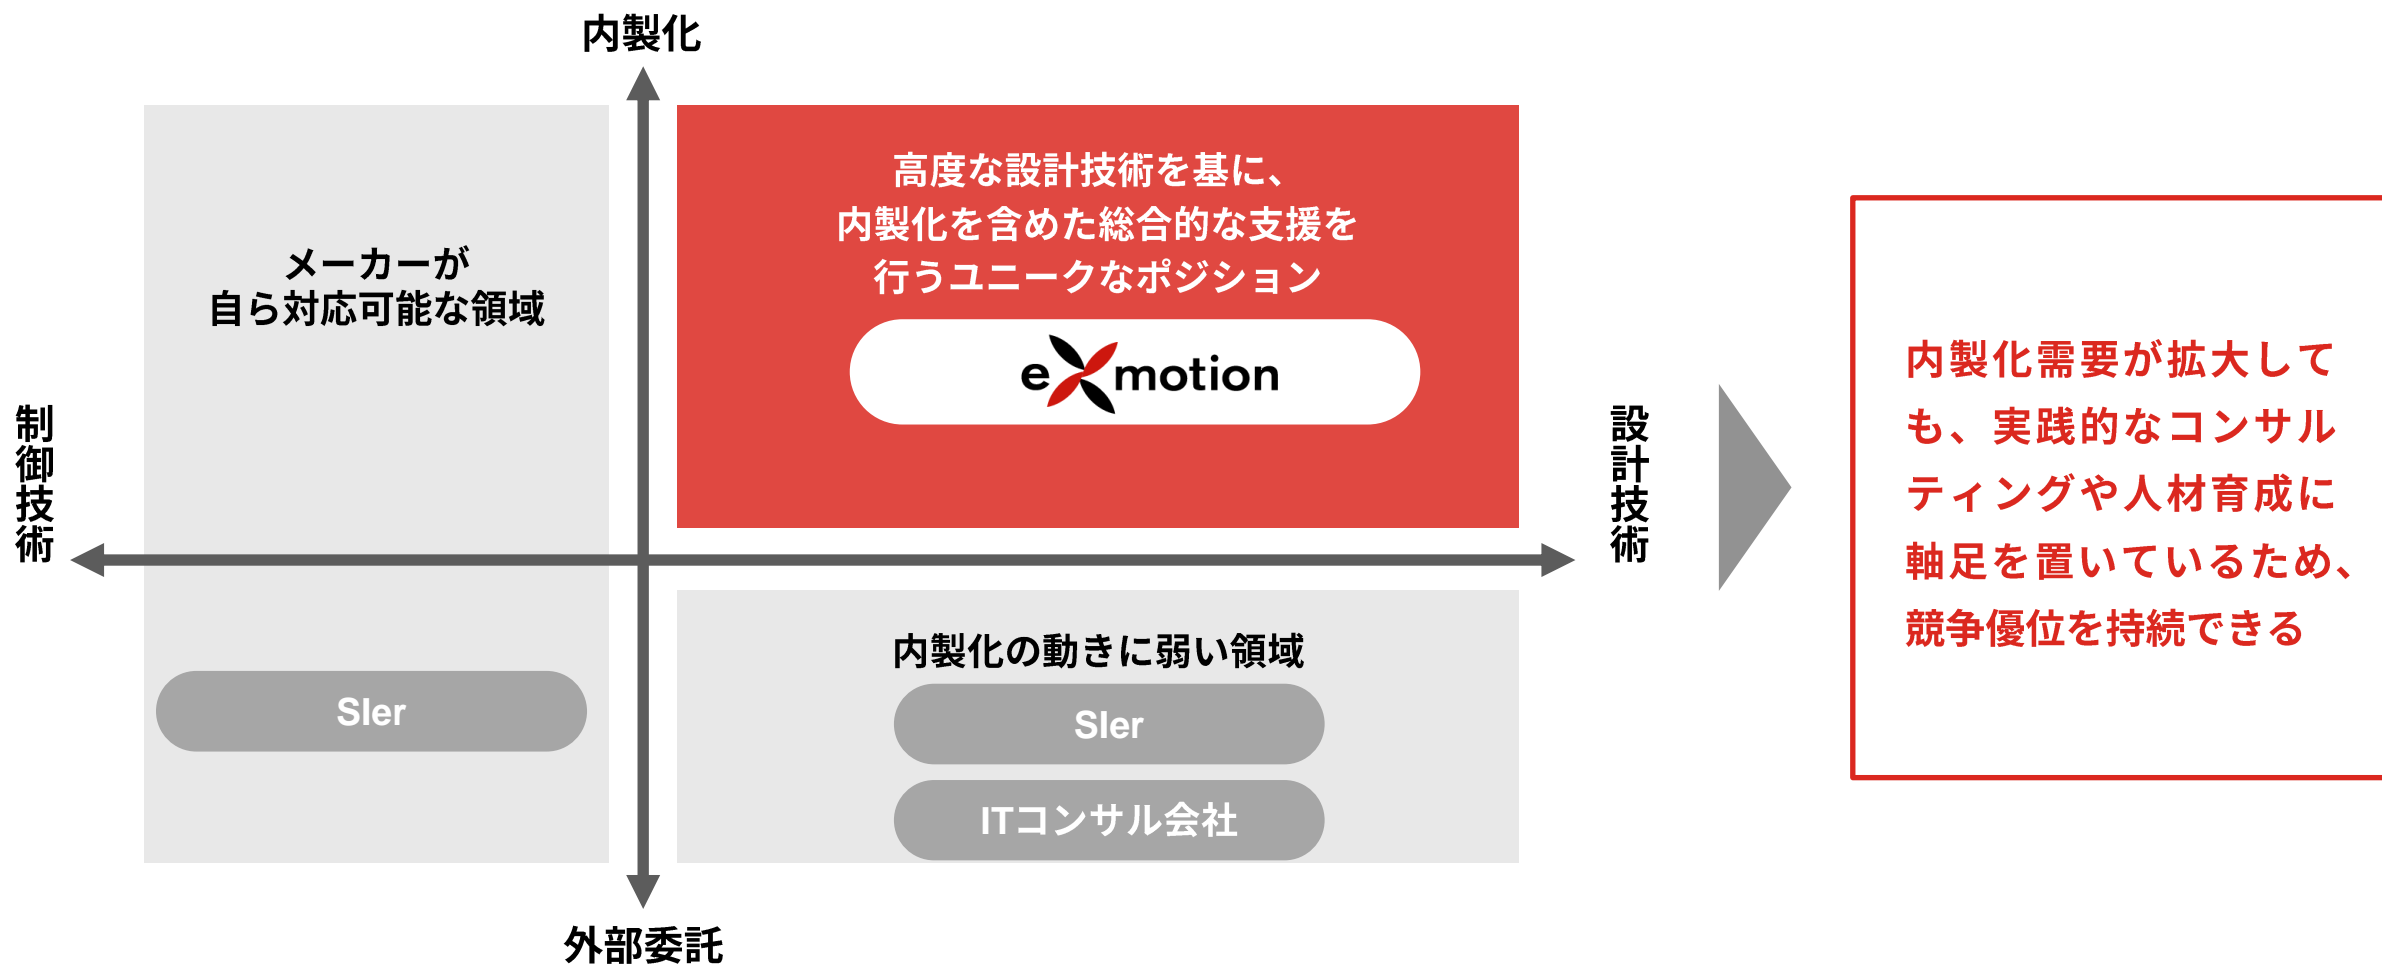 内製化
高度な設計技術を基に、
内製化を含めた総合的な支援を
行うユニークなポジション
メーカーが
自ら対応可能な領域
eXmotion
制御技術
設計技術
内製化需要が拡大して
も、実践的なコンサル
ティングや人材育成に
軸足を置いているため、
競争優位を持続できる
内製化の動きに弱い領域
SIer
SIer
ITコンサル会社
外部委託